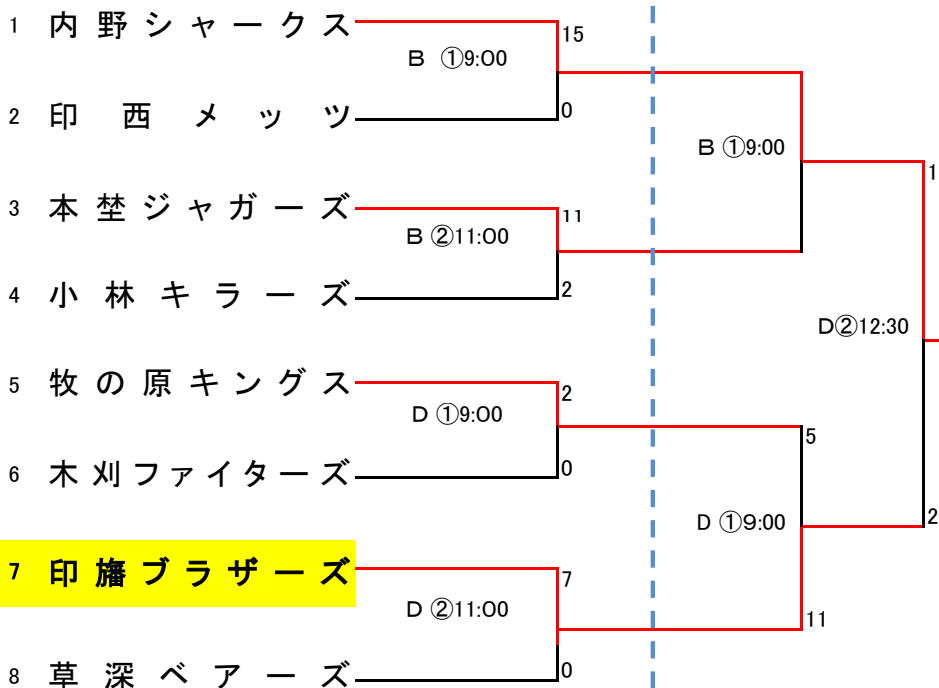 1 内野シャークス
15
B ①9:00
2 印西メッツ
0
B ①9:00
1
3 本埜ジャガーズ
11
B ②11:00
4 小林キラーズ
2
D②12:30
5 牧の原キングス
2
D ①9:00
5
6 木刈ファイターズ
0
D ①9:00
2
7 印旛ブラザーズ
7
D ②11:00
11
8 草深ベアーズ
0